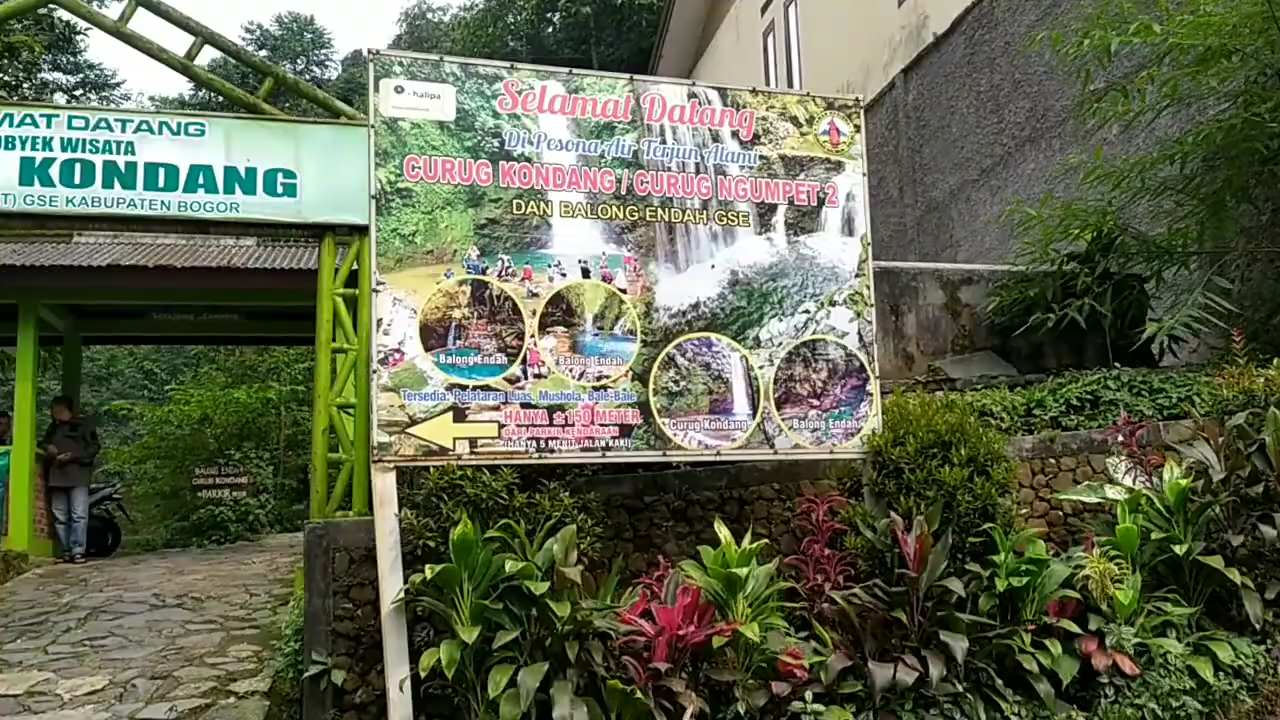 MAT DATANG
OBYEK WISATA
KONDANG
T) GSE KABUPATEN BOGOR
- halipa
Selamat Datang
Di Pesona Air Terjun Alami
CURUG KONDANG / CURUG NGUMPET 2
DAN BALONG ENDAH GSE
Balong Endah
Balong Endah
Curug Kondang
Balong Endah
Tersedia: Pelataran Luas, Mushola, Bale-Bale
HANYA ±150 METER
DARI PARKIR KENDARAAN
(HANYA 5 MENIT JALAN KAKI)
BALONG ENDAH
CURUG KONDANG
PARKIR